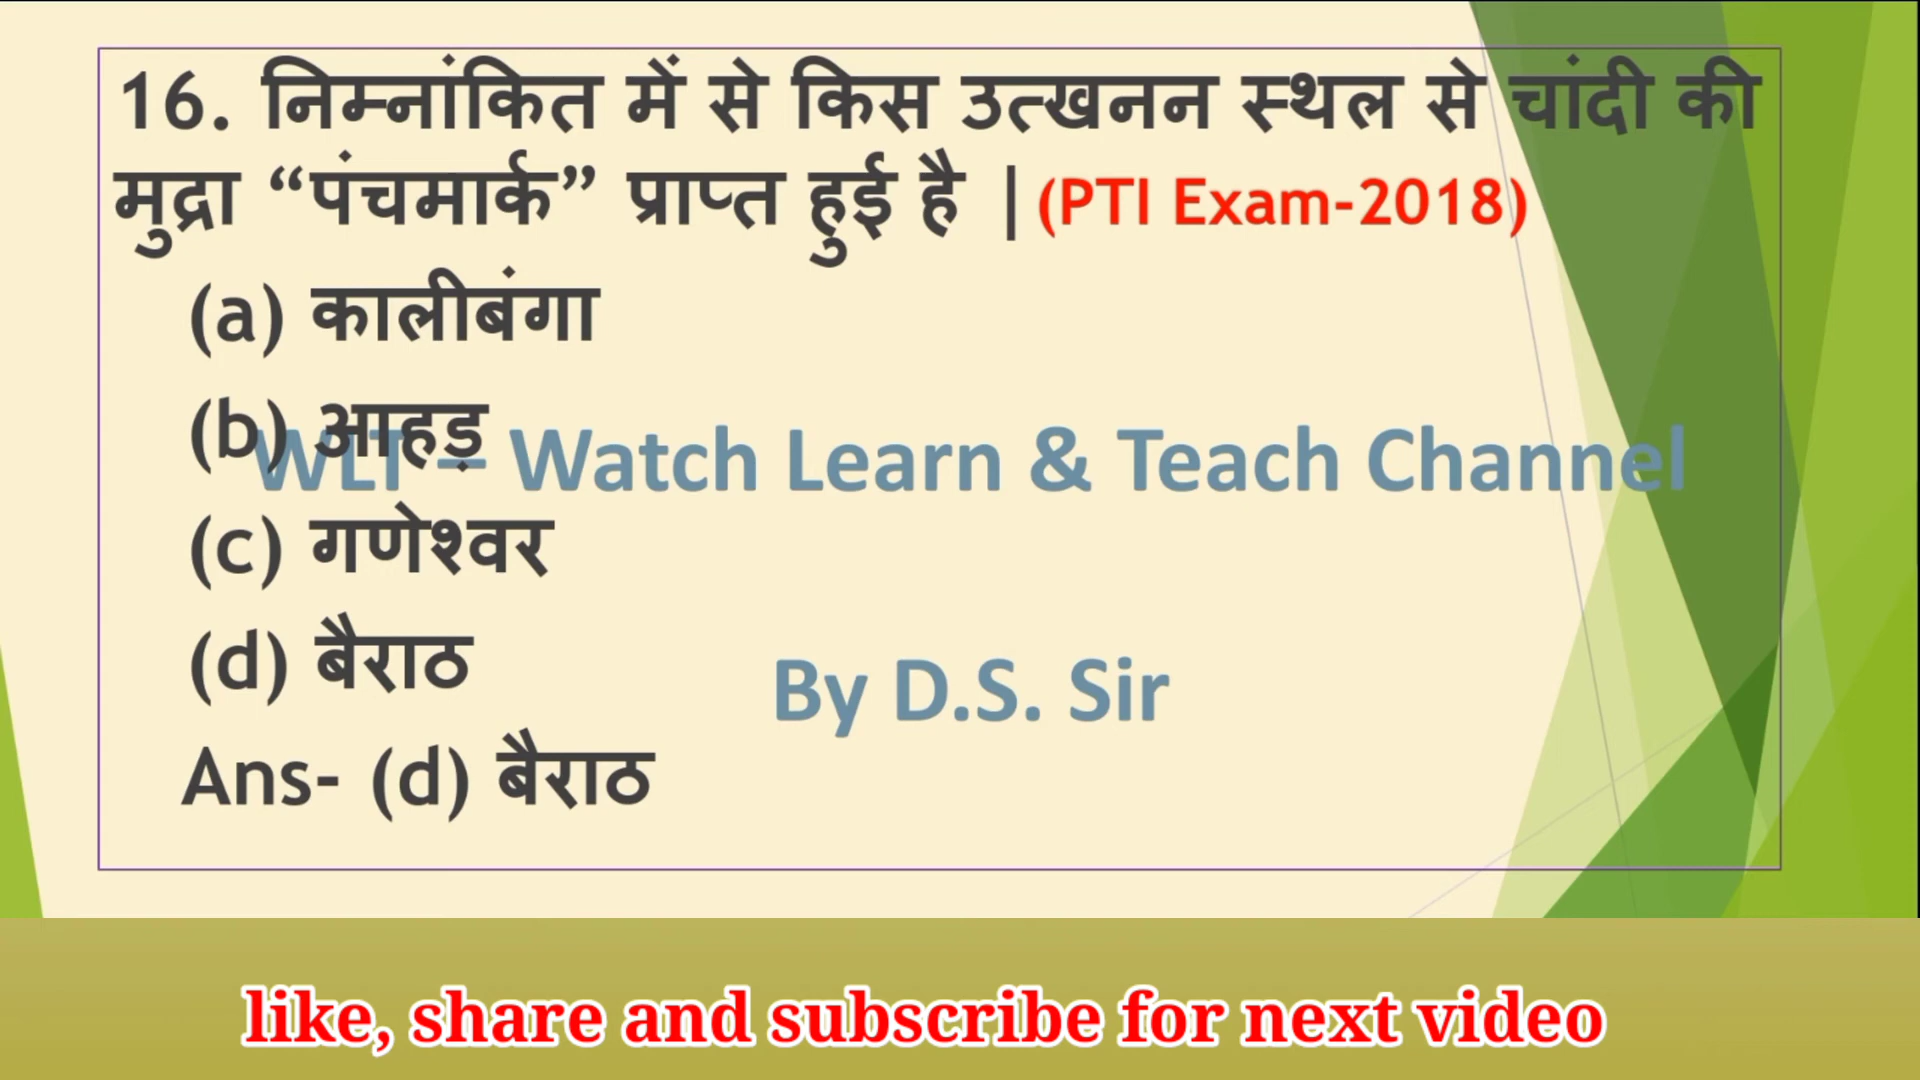 16. निम्नांकित में से किस उत्खनन स्थल से चांदी की
मुद्रा “पंचमार्क” प्राप्त हुई है | (PTI Exam-2018)
(a) कालीबंगा
(b) आहड़
WLT – Watch Learn & Teach Channel
(c) गणेश्वर
(d) बैराठ
By D.S. Sir
Ans- (d) बैराठ
like, share and subscribe for next video